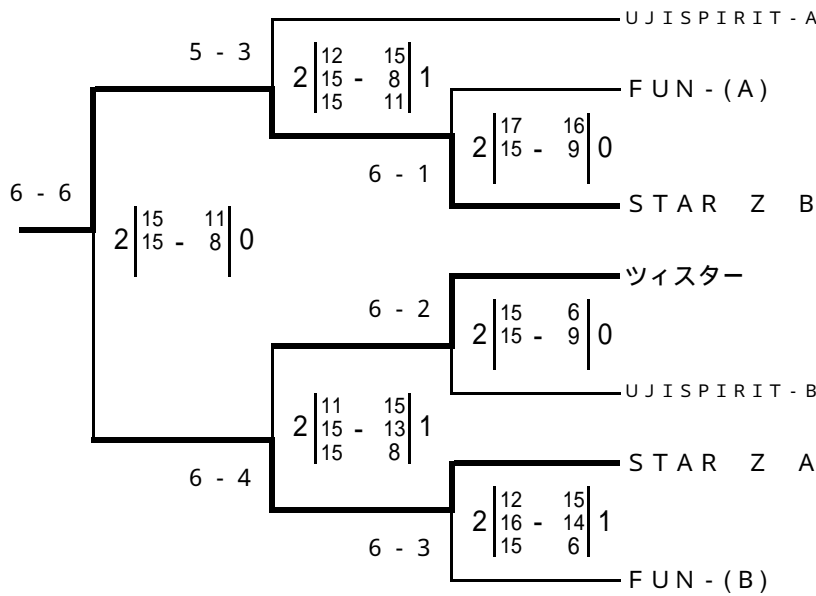 UJISPIRIT-A
5 - 3
2 12 - 15 1
15 8
15 11
FUN-(A)
2 17 - 16 0
15 9
6 - 1
6 - 6
STAR Z B
2 15 - 11 0
15 8
ツィスター
6 - 2
2 15 - 6 0
15 9
UJISPIRIT-B
2 11 - 15 1
15 13
15 8
STAR Z A
6 - 4
2 12 - 15 1
16 14
15 6
6 - 3
FUN-(B)